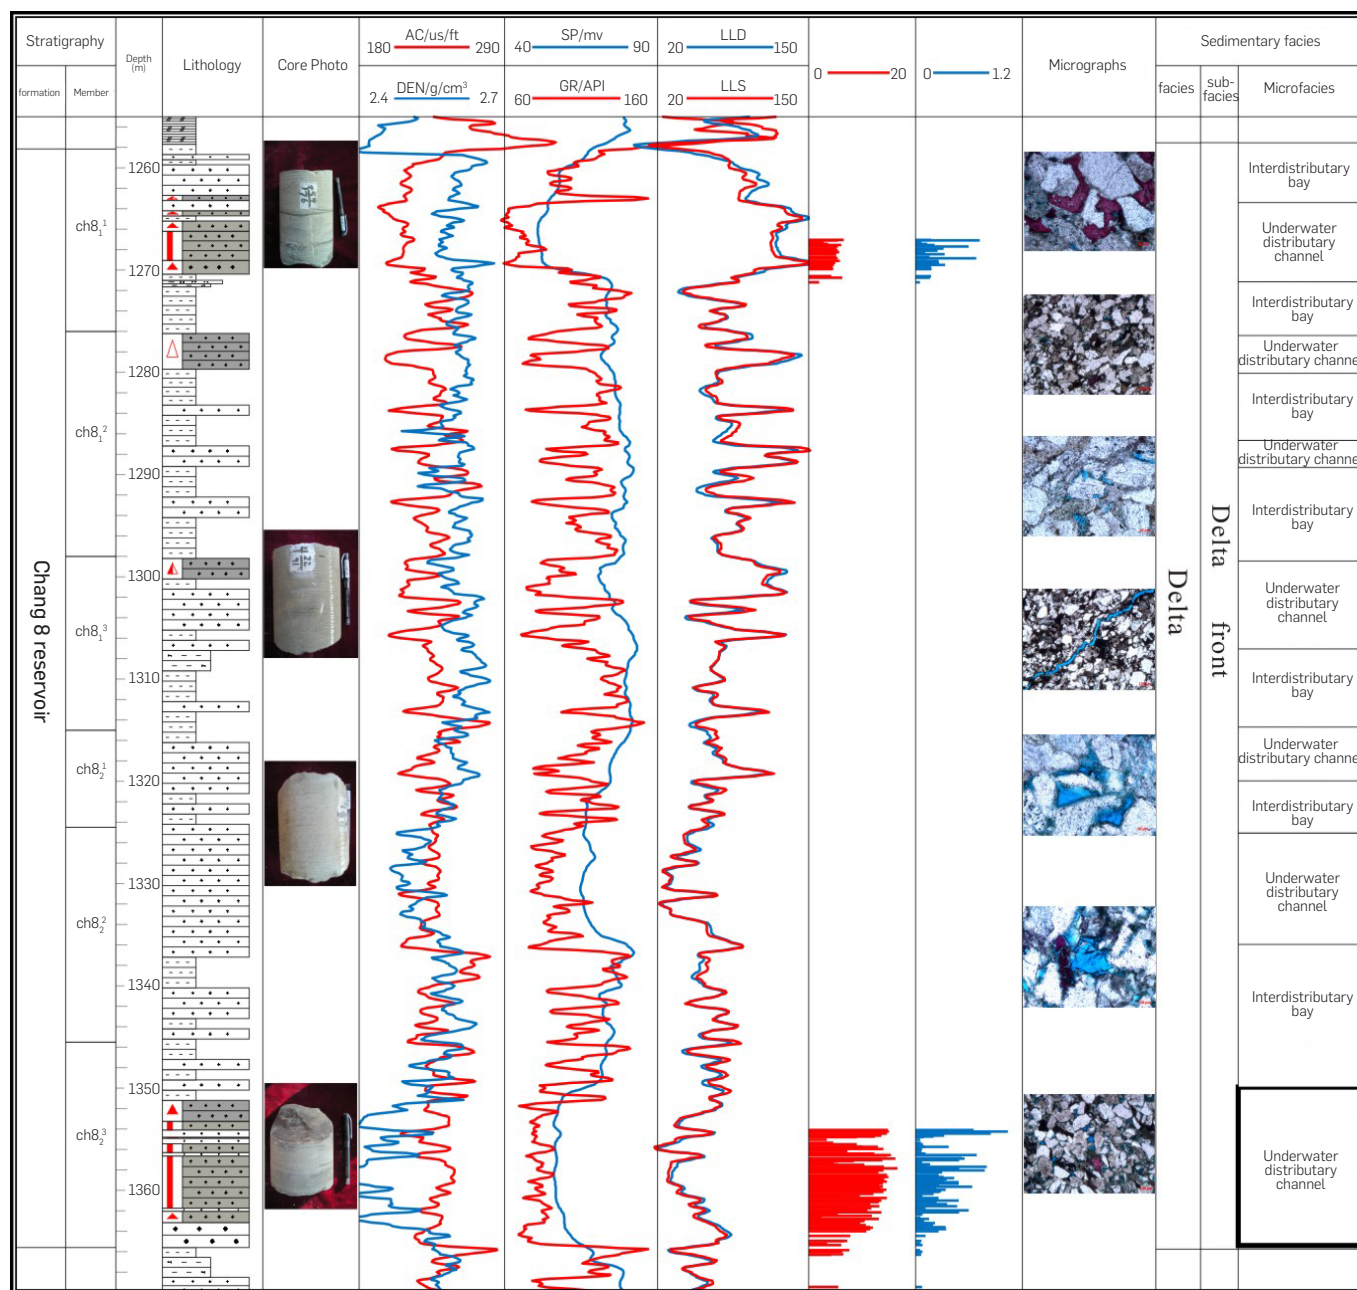 Stratigraphy
formation
Member
Depth
(m)
Lithology
Core Photo
AC/us/ft
180
290
DEN/g/cm³
2.4
2.7
SP/mv
40
90
GR/API
60
160
LLD
20
150
LLS
20
150
0
20
0
1.2
Micrographs
Sedimentary facies
facies
sub-
facies
Microfacies
Chang 8 reservoir
ch8₁¹
ch8₁²
ch8₁³
ch8₂¹
ch8₂²
ch8₂³
1260
1270
1280
1290
1300
1310
1320
1330
1340
1350
1360
Delta
Delta front
Interdistributary
bay
Underwater
distributary
channel
Interdistributary
bay
Underwater
distributary channe
Interdistributary
bay
Underwater
distributary channe
Interdistributary
bay
Underwater
distributary
channel
Interdistributary
bay
Underwater
distributary channe
Interdistributary
bay
Underwater
distributary
channel
Interdistributary
bay
Underwater
distributary
channel